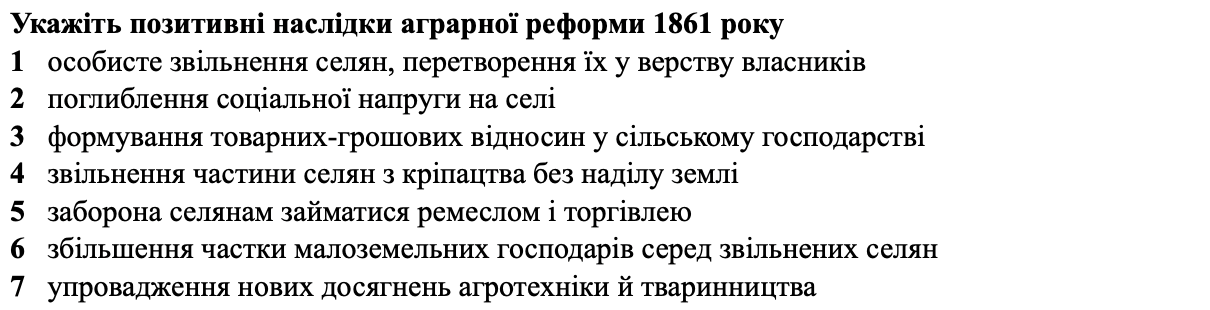 Укажіть позитивні наслідки аграрної реформи 1861 року
1 особисте звільнення селян, перетворення їх у верству власників
2 поглиблення соціальної напруги на селі
3 формування товарних-грошових відносин у сільському господарстві
4 звільнення частини селян з кріпацтва без наділу землі
5 заборона селянам займатися ремеслом і торгівлею
6 збільшення частки малоземельних господарів серед звільнених селян
7 упровадження нових досягнень агротехніки й тваринництва